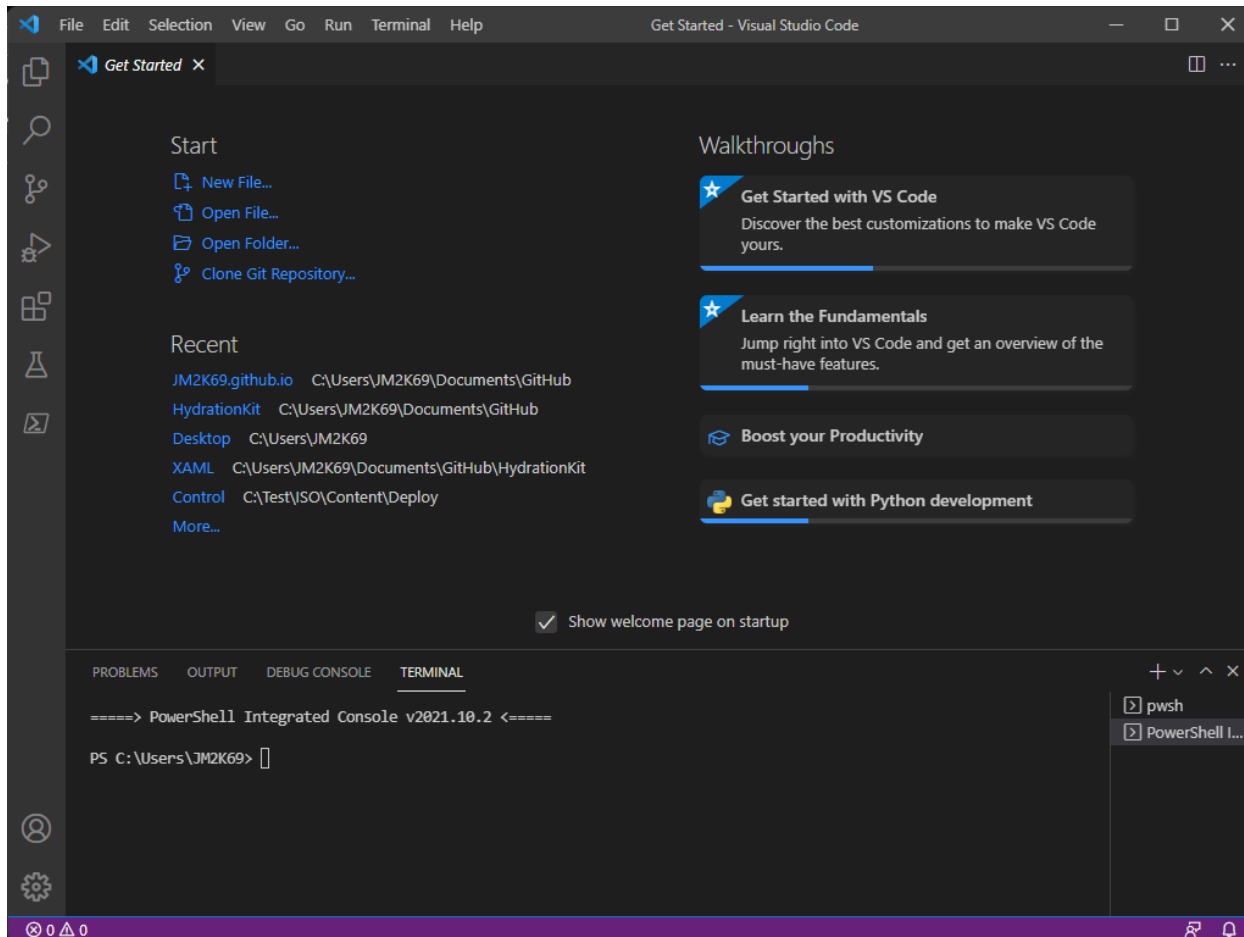 File Edit Selection View Go Run Terminal Help Get Started - Visual Studio Code
Get Started
Start
New File...
Open File...
Open Folder...
Clone Git Repository...
Recent
JM2K69.github.io C:\Users\JM2K69\Documents\GitHub
HydrationKit C:\Users\JM2K69\Documents\GitHub
Desktop C:\Users\JM2K69
XAML C:\Users\JM2K69\Documents\GitHub\HydrationKit
Control C:\Test\ISO\Content\Deploy
More...
Walkthroughs
Get Started with VS Code
Discover the best customizations to make VS Code
yours.
Learn the Fundamentals
Jump right into VS Code and get an overview of the
must-have features.
Boost your Productivity
Get started with Python development
Show welcome page on startup
PROBLEMS OUTPUT DEBUG CONSOLE TERMINAL
=====> PowerShell Integrated Console v2021.10.2 <=====
PS C:\Users\JM2K69>
pwsh
PowerShell I...
0 0